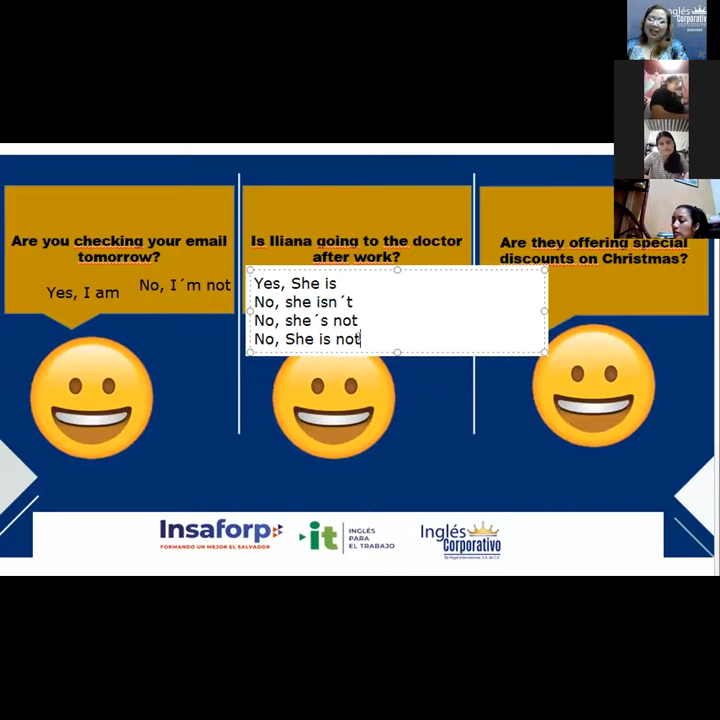 Inglés
Corporativo
Are you checking your email
tomorrow?
Yes, I am
No, I´m not
Is Iliana going to the doctor
after work?
Yes, She is
No, she isn´t
No, she´s not
No, She is not
Are they offering special
discounts on Christmas?
Insaforp
FORMANDO UN MEJOR EL SALVADOR
it
INGLÉS
PARA
EL TRABAJO
Inglés
Corporativo